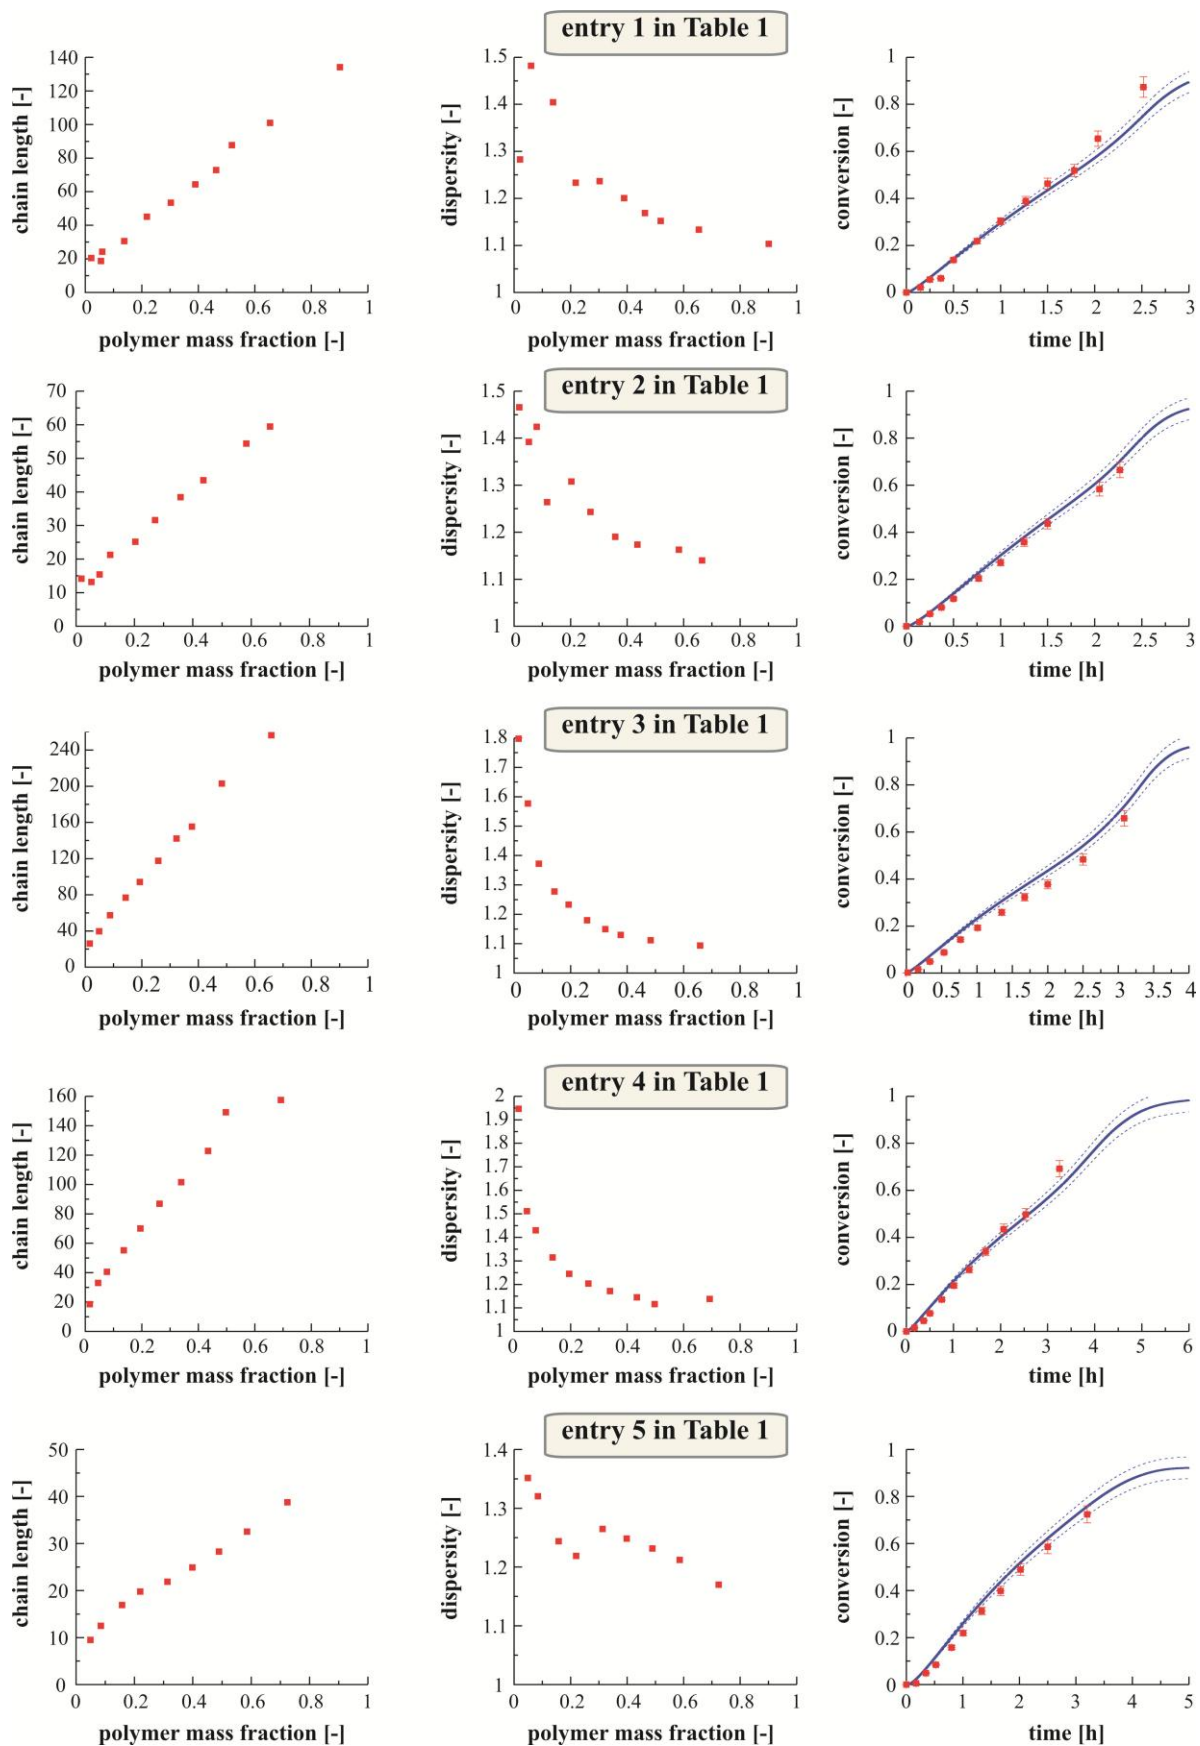 entry 1 in Table 1
chain length [-]
140
120
100
80
60
40
20
0
0 0.2 0.4 0.6 0.8 1
polymer mass fraction [-]
dispersity [-]
1.5
1.4
1.3
1.2
1.1
1
0 0.2 0.4 0.6 0.8 1
polymer mass fraction [-]
conversion [-]
1
0.8
0.6
0.4
0.2
0
0 0.5 1 1.5 2 2.5 3
time [h]
entry 2 in Table 1
chain length [-]
70
60
50
40
30
20
10
0
0 0.2 0.4 0.6 0.8 1
polymer mass fraction [-]
dispersity [-]
1.5
1.4
1.3
1.2
1.1
1
0 0.2 0.4 0.6 0.8 1
polymer mass fraction [-]
conversion [-]
1
0.8
0.6
0.4
0.2
0
0 0.5 1 1.5 2 2.5 3
time [h]
entry 3 in Table 1
chain length [-]
240
200
160
120
80
40
0
0 0.2 0.4 0.6 0.8 1
polymer mass fraction [-]
dispersity [-]
1.8
1.7
1.6
1.5
1.4
1.3
1.2
1.1
1
0 0.2 0.4 0.6 0.8 1
polymer mass fraction [-]
conversion [-]
1
0.8
0.6
0.4
0.2
0
0 0.5 1 1.5 2 2.5 3 3.5 4
time [h]
entry 4 in Table 1
chain length [-]
160
140
120
100
80
60
40
20
0
0 0.2 0.4 0.6 0.8 1
polymer mass fraction [-]
dispersity [-]
2
1.9
1.8
1.7
1.6
1.5
1.4
1.3
1.2
1.1
1
0 0.2 0.4 0.6 0.8 1
polymer mass fraction [-]
conversion [-]
1
0.8
0.6
0.4
0.2
0
0 1 2 3 4 5 6
time [h]
entry 5 in Table 1
chain length [-]
50
40
30
20
10
0
0 0.2 0.4 0.6 0.8 1
polymer mass fraction [-]
dispersity [-]
1.4
1.3
1.2
1.1
1
0 0.2 0.4 0.6 0.8 1
polymer mass fraction [-]
conversion [-]
1
0.8
0.6
0.4
0.2
0
0 1 2 3 4 5
time [h]